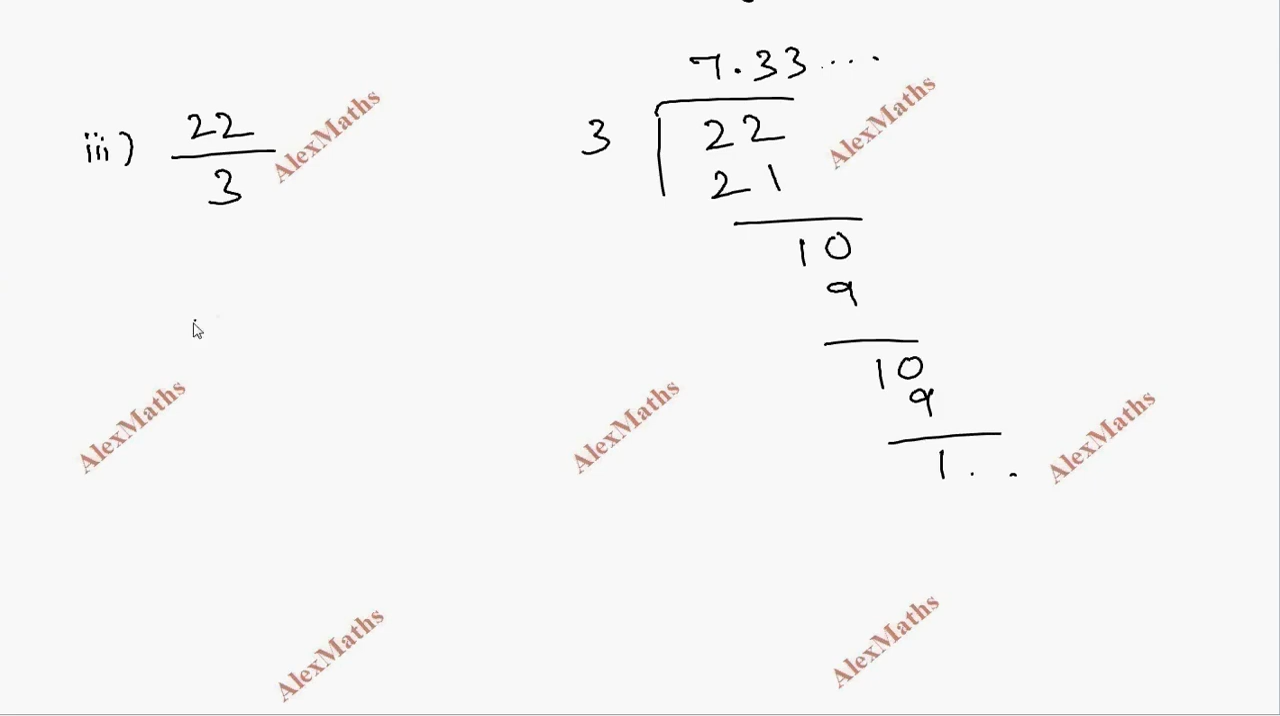 7.33....
iii) 22/3
3 22
21
10
9
10
9
1 . .
AlexMaths
AlexMaths
AlexMaths
AlexMaths
AlexMaths
AlexMaths
AlexMaths